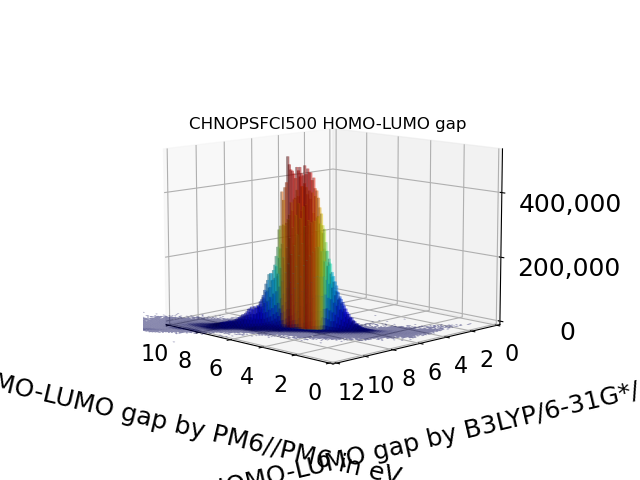 CHNOPSFCl500 HOMO-LUMO gap
400,000
200,000
0
10 8 6 4 2 0
12 10 8 6 4 2 0
MO-LUMO gap by PM6//PM6 in eV
gap by B3LYP/6-31G*/